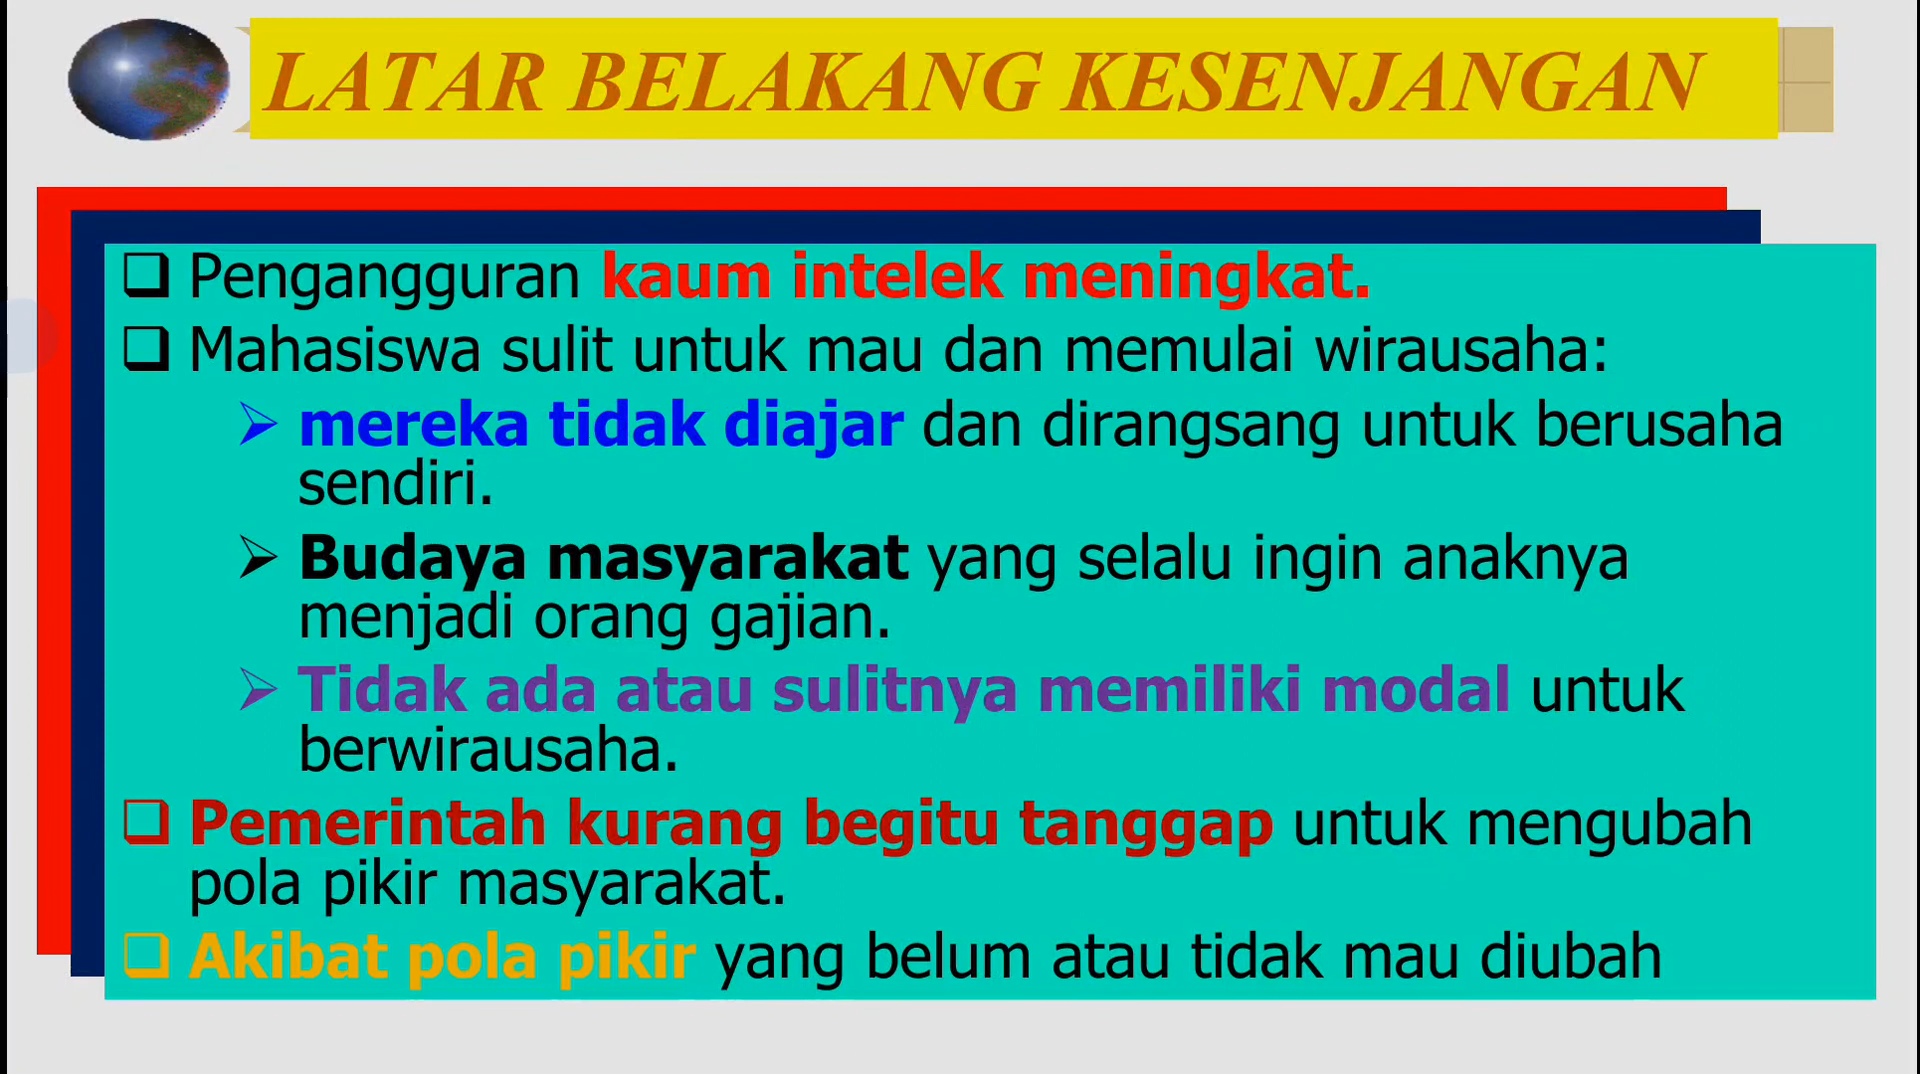 LATAR BELAKANG KESENJANGAN
❑ Pengangguran kaum intelek meningkat.
❑ Mahasiswa sulit untuk mau dan memulai wirausaha:
➢ mereka tidak diajar dan dirangsang untuk berusaha
sendiri.
➢ Budaya masyarakat yang selalu ingin anaknya
menjadi orang gajian.
➢ Tidak ada atau sulitnya memiliki modal untuk
berwirausaha.
❑ Pemerintah kurang begitu tanggap untuk mengubah
pola pikir masyarakat.
❑ Akibat pola pikir yang belum atau tidak mau diubah